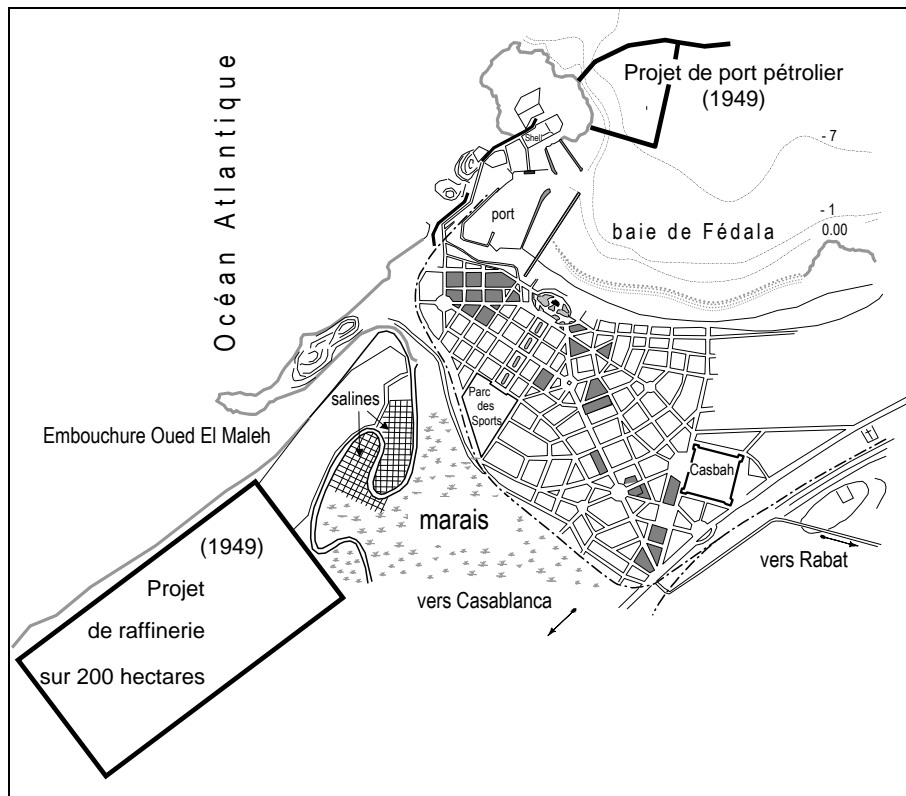 Océan Atlantique
Projet de port pétrolier
(1949)
Shell
- 7
port
baie de Fédala
- 1
0.00
salines
Parc
des
Sports
Embouchure Oued El Maleh
Casbah
marais
(1949)
Projet
de raffinerie
sur 200 hectares
vers Rabat
vers Casablanca